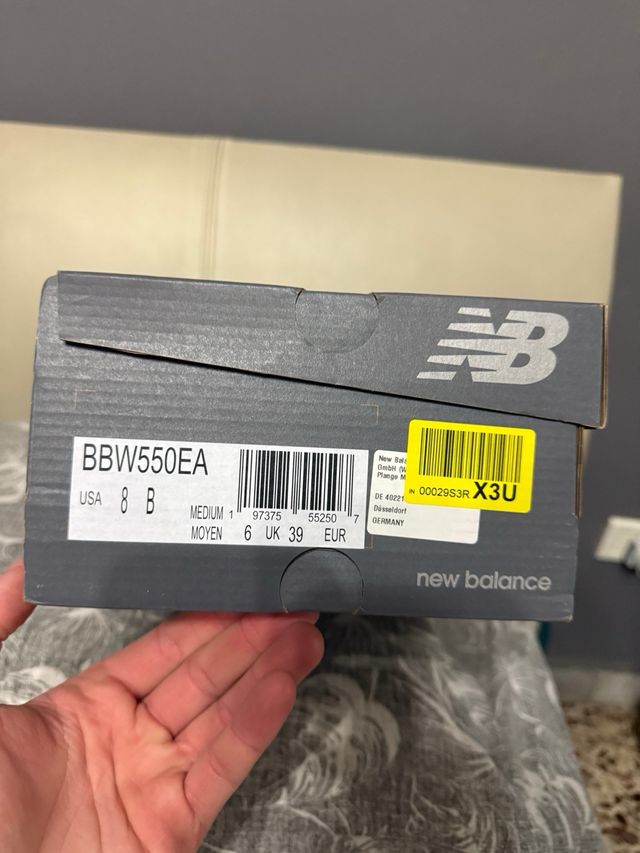 NB
BBW550EA
USA 8 B
MEDIUM
MOYEN
1 97375 55250 7
6 UK 39 EUR
New
GmbH
DE 40221
Düsseldorf
GERMANY
IN 00029S3R X3U
new balance